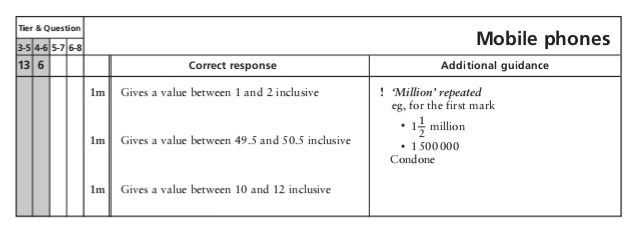 Tier & Question
3-5 4-6 5-7 6-8
Mobile phones
13 6
Correct response
Additional guidance
1m Gives a value between 1 and 2 inclusive
! ‘Million’ repeated
eg, for the first mark
• 1 1/2 million
• 1 500 000
Condone
1m Gives a value between 49.5 and 50.5 inclusive
1m Gives a value between 10 and 12 inclusive